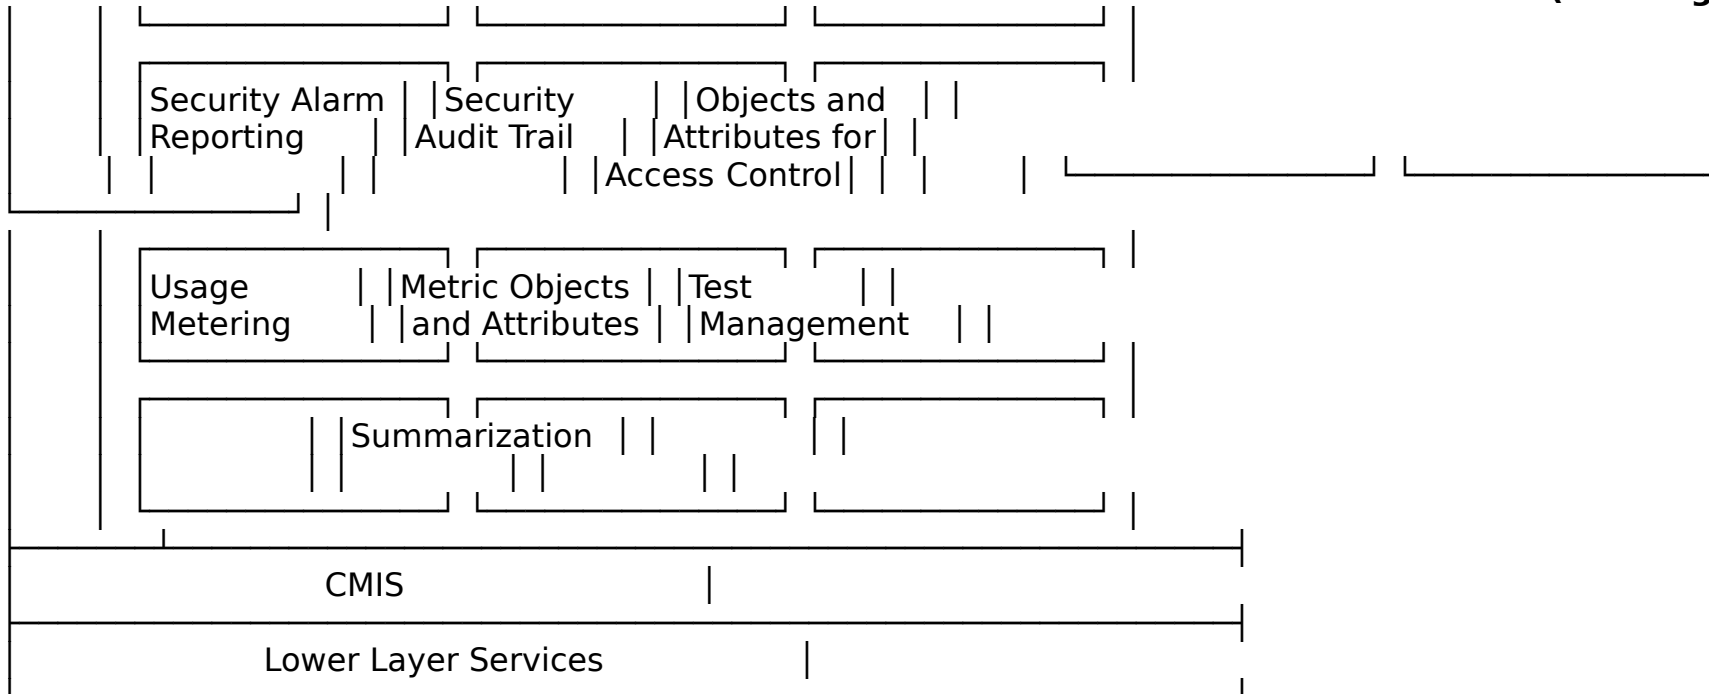 Security Alarm Security Objects and
Reporting Audit Trail Attributes for
Access Control
Usage Metric Objects Test
Metering and Attributes Management
Summarization
CMIS
Lower Layer Services